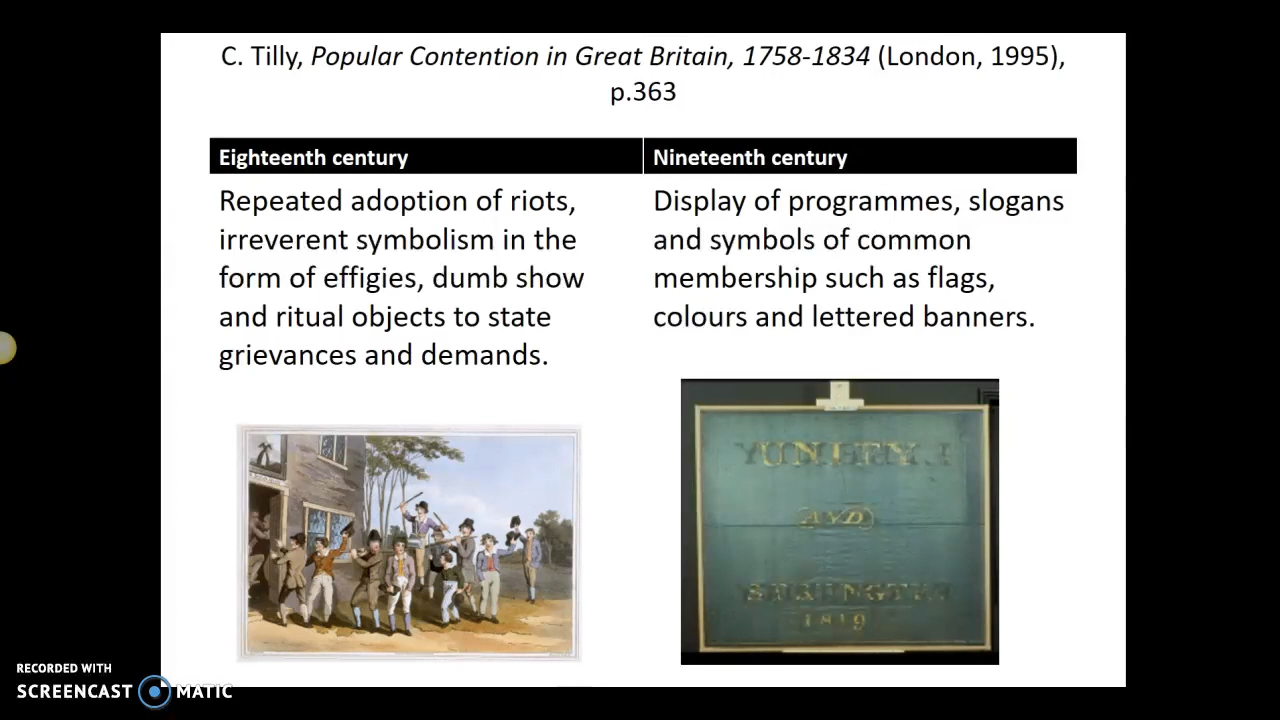 C. Tilly, Popular Contention in Great Britain, 1758-1834 (London, 1995),
p.363
Eighteenth century
Repeated adoption of riots,
irreverent symbolism in the
form of effigies, dumb show
and ritual objects to state
grievances and demands.
Nineteenth century
Display of programmes, slogans
and symbols of common
membership such as flags,
colours and lettered banners.
AND
1819
RECORDED WITH
SCREENCAST MATIC